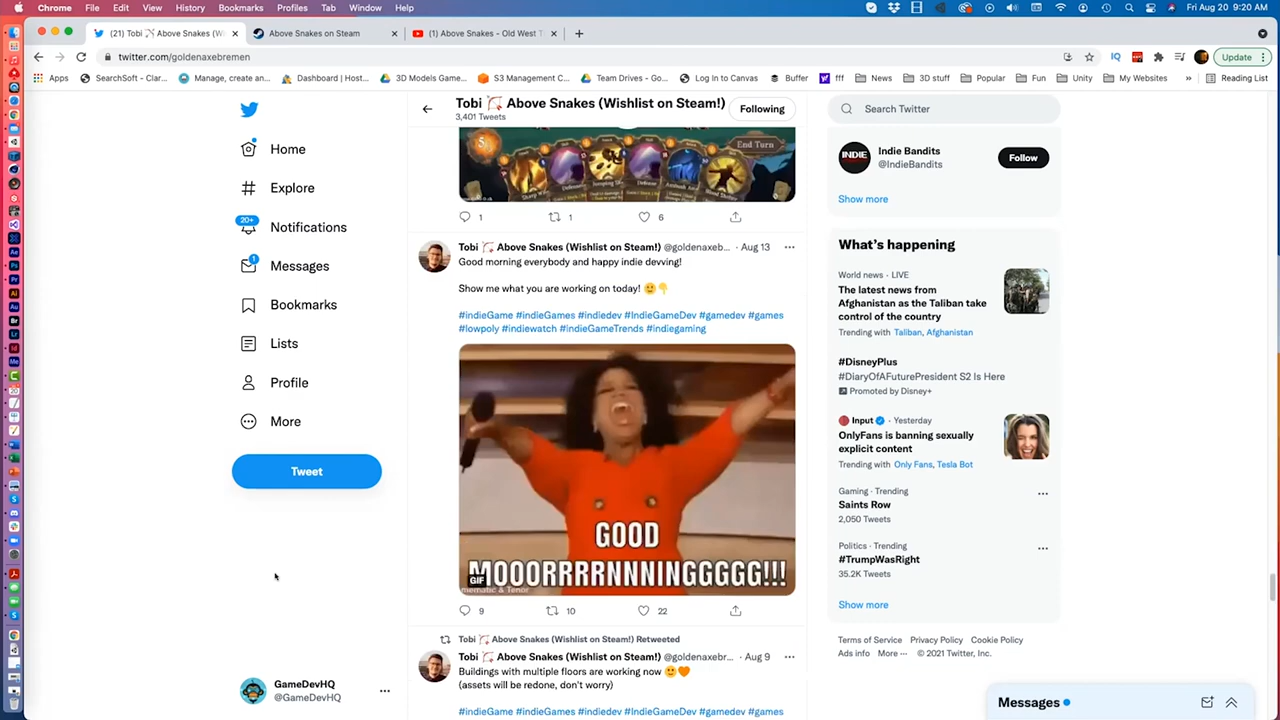 Chrome File Edit View History Bookmarks Profiles Tab Window Help
Fri Aug 20 9:20 AM
(21) Tobi Above Snakes (Wi
Above Snakes on Steam
(1) Above Snakes - Old West T
twitter.com/goldenaxebremen
Update
Apps
SearchSoft - Clar...
Manage, create an...
Dashboard | Host...
3D Models Game...
S3 Management C...
Team Drives - Go...
Log In to Canvas
Buffer
fff
News
3D stuff
Popular
Fun
Unity
My Websites
»
Reading List
Home
Explore
20+
Notifications
1
Messages
Bookmarks
Lists
Profile
More
Tweet
GameDevHQ
@GameDevHQ
Tobi Above Snakes (Wishlist on Steam!)
3,401 Tweets
Following
End Turn
1 1 6
Tobi Above Snakes (Wishlist on Steam!) @goldenaxeb... · Aug 13
Good morning everybody and happy indie devving!
Show me what you are working on today!
#indieGame #indieGames #indiedev #IndieGameDev #gamedev #games
#lowpoly #indiewatch #indieGameTrends #indiegaming
GOOD
MOOORRRRNNNINGGGGG!!!
GIF
9 10 22
Tobi Above Snakes (Wishlist on Steam!) Retweeted
Tobi Above Snakes (Wishlist on Steam!) @goldenaxebr... · Aug 9
Buildings with multiple floors are working now
(assets will be redone, don't worry)
#indieGame #indieGames #indiedev #IndieGameDev #gamedev #games
Search Twitter
Indie Bandits
@IndieBandits
Follow
Show more
What's happening
World news · LIVE
The latest news from
Afghanistan as the Taliban take
control of the country
Trending with Taliban, Afghanistan
#DisneyPlus
#DiaryOfAFuturePresident S2 Is Here
Promoted by Disney+
Input · Yesterday
OnlyFans is banning sexually
explicit content
Trending with Only Fans, Tesla Bot
Gaming · Trending
Saints Row
2,050 Tweets
Politics · Trending
#TrumpWasRight
35.2K Tweets
Show more
Terms of Service Privacy Policy Cookie Policy
Ads info More ··· © 2021 Twitter, Inc.
Messages